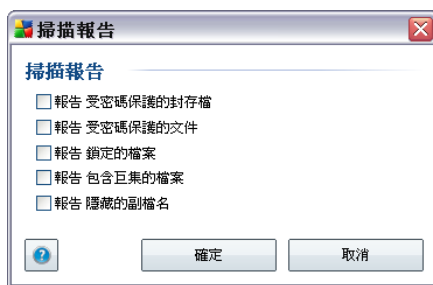 掃描報告
掃描報告
報告 受密碼保護的封存檔
報告 受密碼保護的文件
報告 鎖定的檔案
報告 包含巨集的檔案
報告 隱藏的副檔名
確定 取消